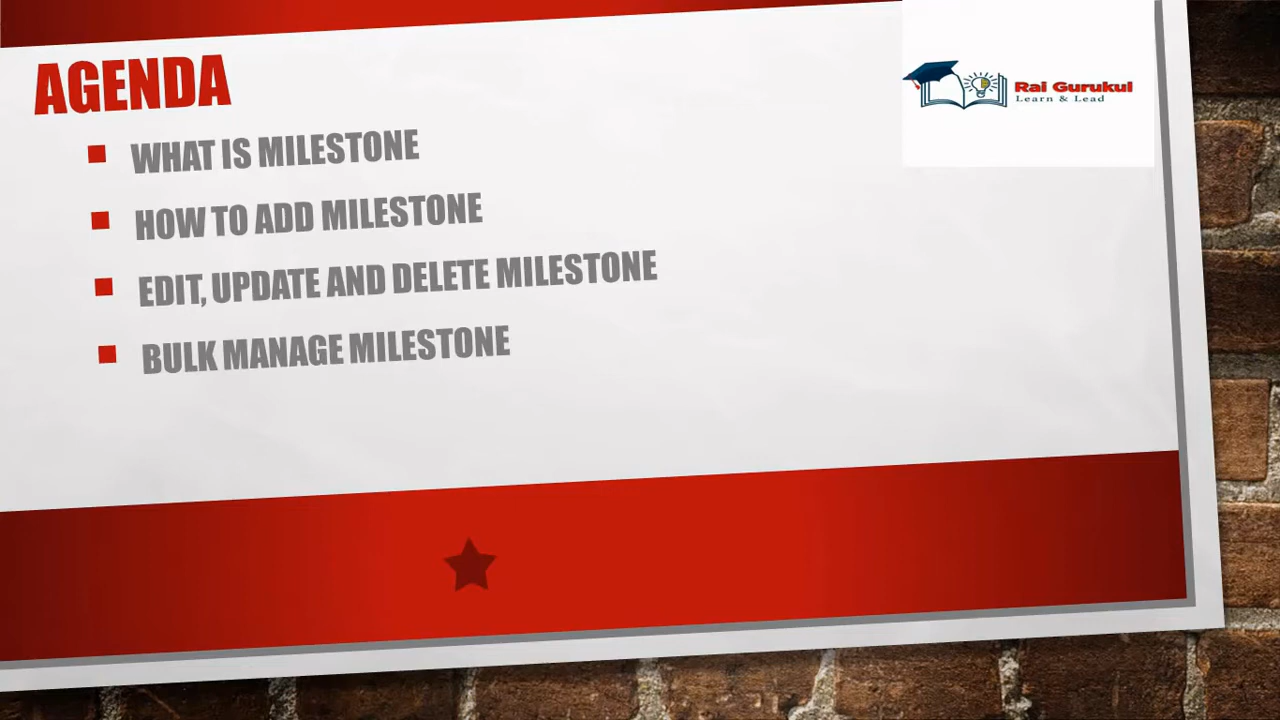 AGENDA
WHAT IS MILESTONE
HOW TO ADD MILESTONE
EDIT, UPDATE AND DELETE MILESTONE
BULK MANAGE MILESTONE
Rai Gurukul
Learn & Lead